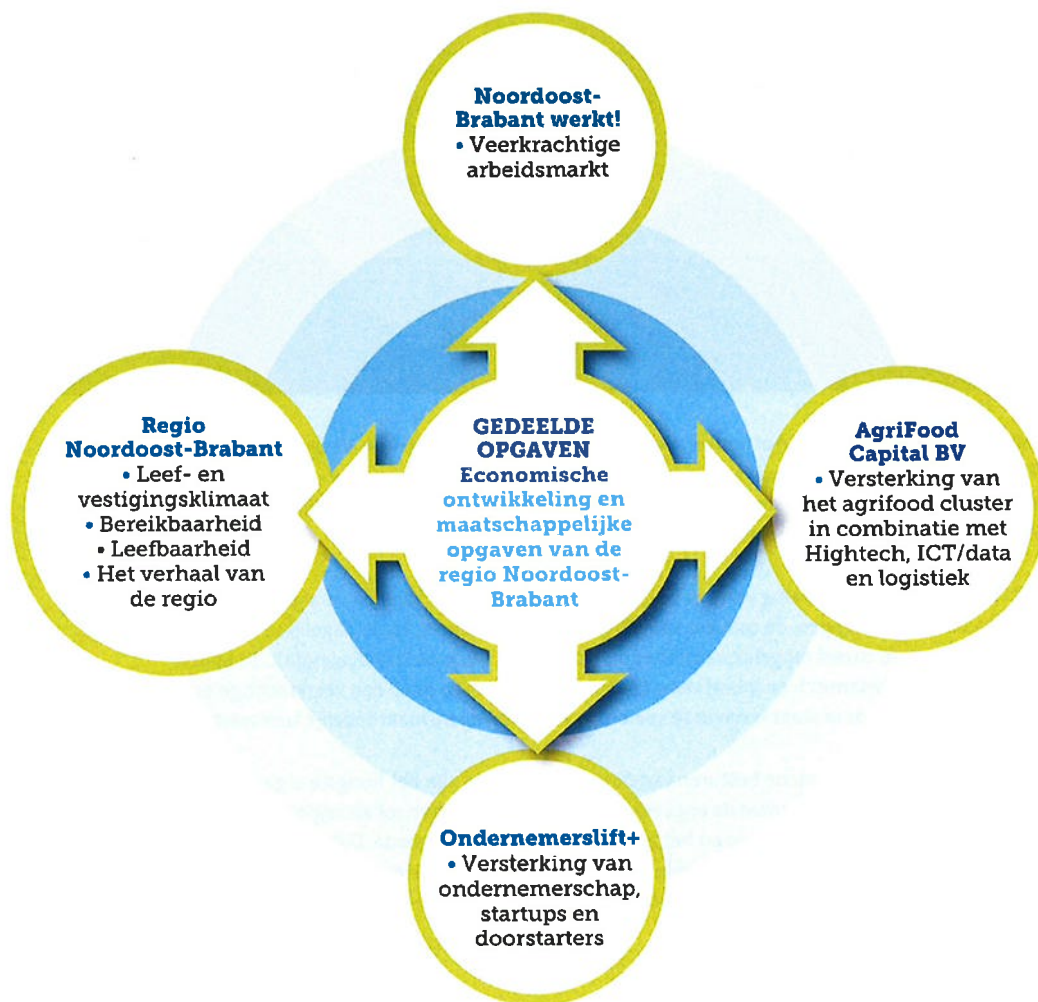 Noordoost-
Brabant werkt!
• Veerkrachtige
arbeidsmarkt
Regio
Noordoost-Brabant
• Leef- en
vestigingsklimaat
• Bereikbaarheid
• Leefbaarheid
• Het verhaal van
de regio
GEDEELDE
OPGAVEN
Economische
ontwikkeling en
maatschappelijke
opgaven van de
regio Noordoost-
Brabant
AgriFood
Capital BV
• Versterking van
het agrifood cluster
in combinatie met
Hightech, ICT/data
en logistiek
Ondernemerslift+
• Versterking van
ondernemerschap,
startups en
doorstarters